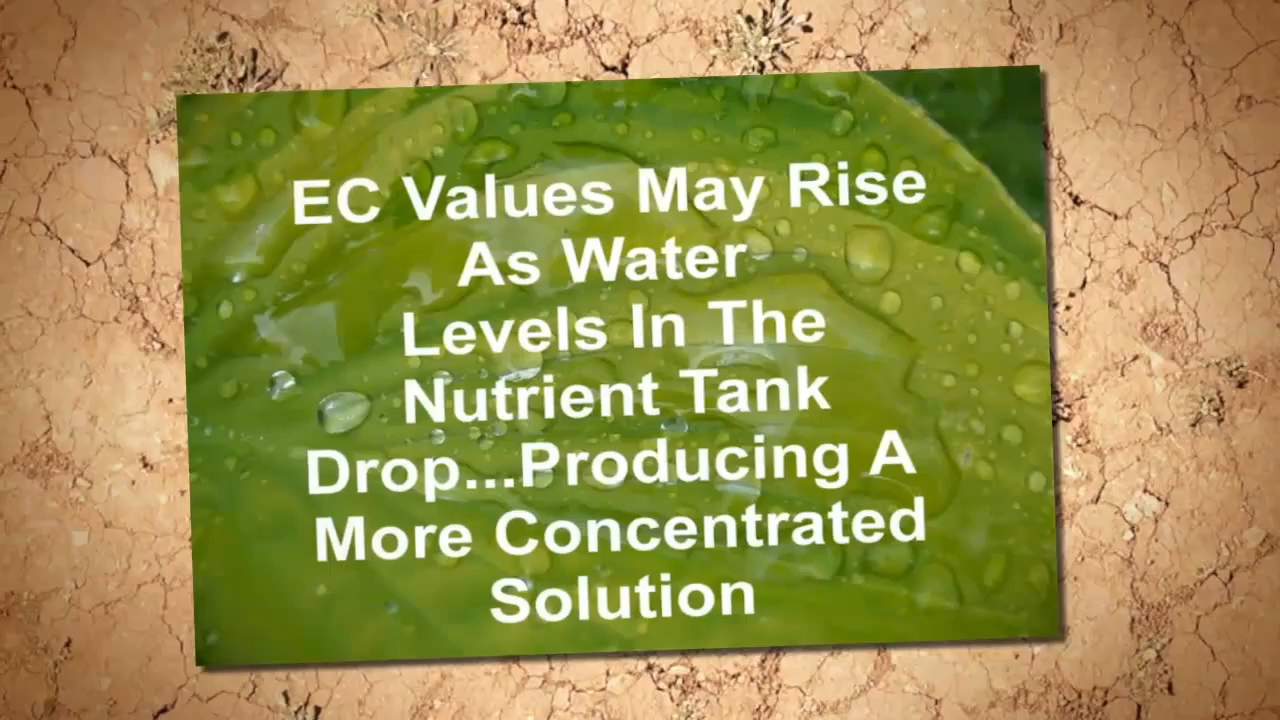 EC Values May Rise
As Water
Levels In The
Nutrient Tank
Drop...Producing A
More Concentrated
Solution